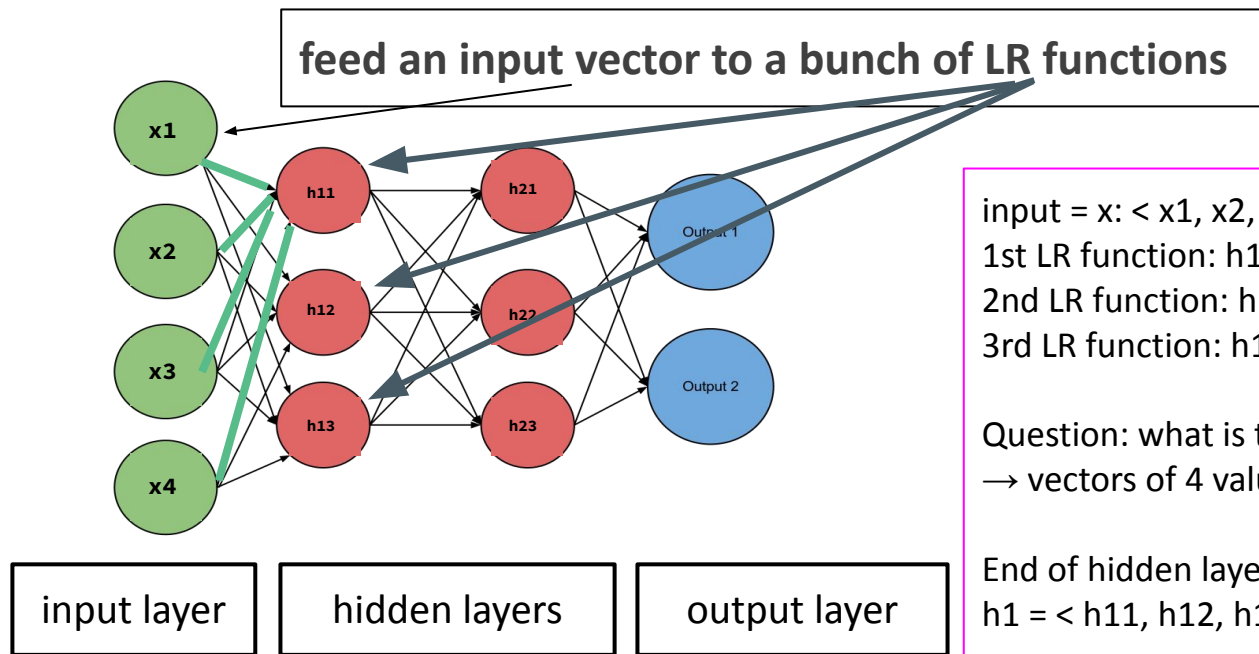 feed an input vector to a bunch of LR functions
x1
x2
x3
x4
h11
h12
h13
h21
h22
h23
Output 1
Output 2
input layer
hidden layers
output layer
input = x: < x1, x2,
1st LR function: h1
2nd LR function: h
3rd LR function: h1
Question: what is t
→ vectors of 4 valu
End of hidden laye
h1 = < h11, h12, h1